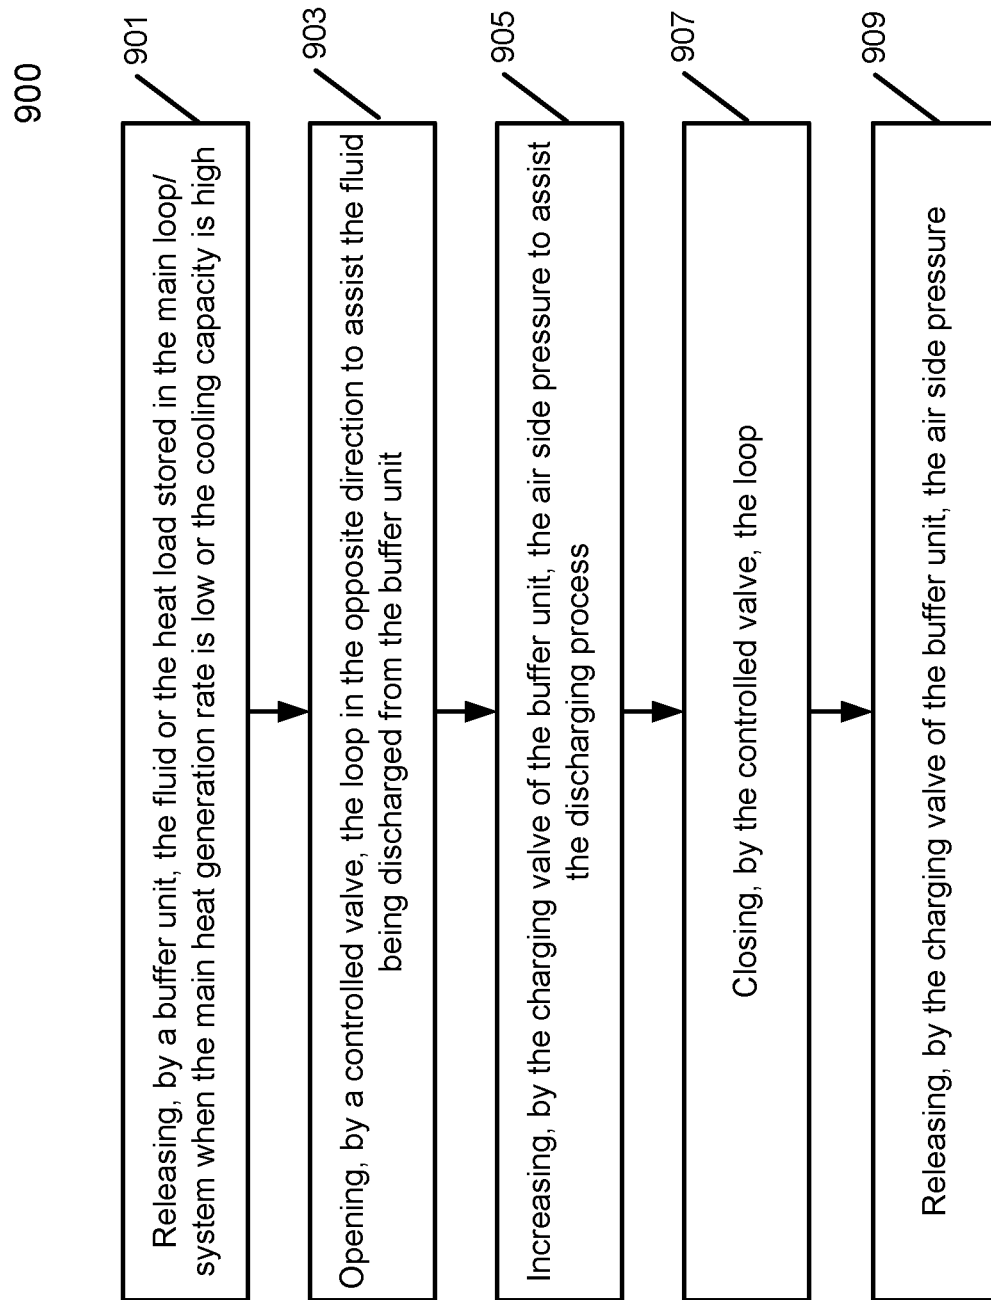 900
901
Releasing, by a buffer unit, the fluid or the heat load stored in the main loop/
system when the main heat generation rate is low or the cooling capacity is high
903
Opening, by a controlled valve, the loop in the opposite direction to assist the fluid
being discharged from the buffer unit
905
Increasing, by the charging valve of the buffer unit, the air side pressure to assist
the discharging process
907
Closing, by the controlled valve, the loop
909
Releasing, by the charging valve of the buffer unit, the air side pressure